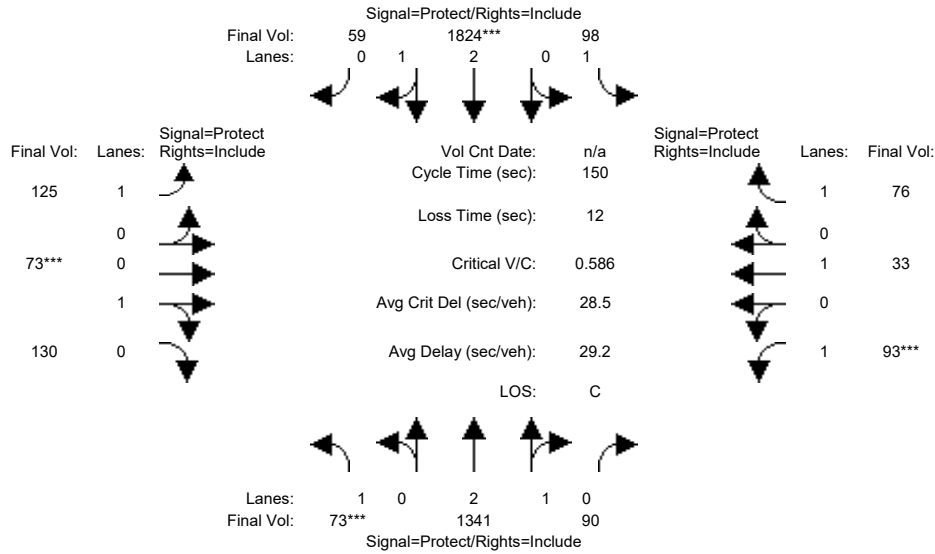 Signal=Protect/Rights=Include
Final Vol: 59 1824*** 98
Lanes: 0 1 2 0 1
Signal=Protect Signal=Protect
Final Vol: Lanes: Rights=Include Vol Cnt Date: n/a Rights=Include Lanes: Final Vol:
Cycle Time (sec): 150
125 1 1 76
Loss Time (sec): 12
0 0
73*** 0 Critical V/C: 0.586 1 33
1 Avg Crit Del (sec/veh): 28.5 0
130 0 Avg Delay (sec/veh): 29.2 1 93***
LOS: C
Lanes: 1 0 2 1 0
Final Vol: 73*** 1341 90
Signal=Protect/Rights=Include